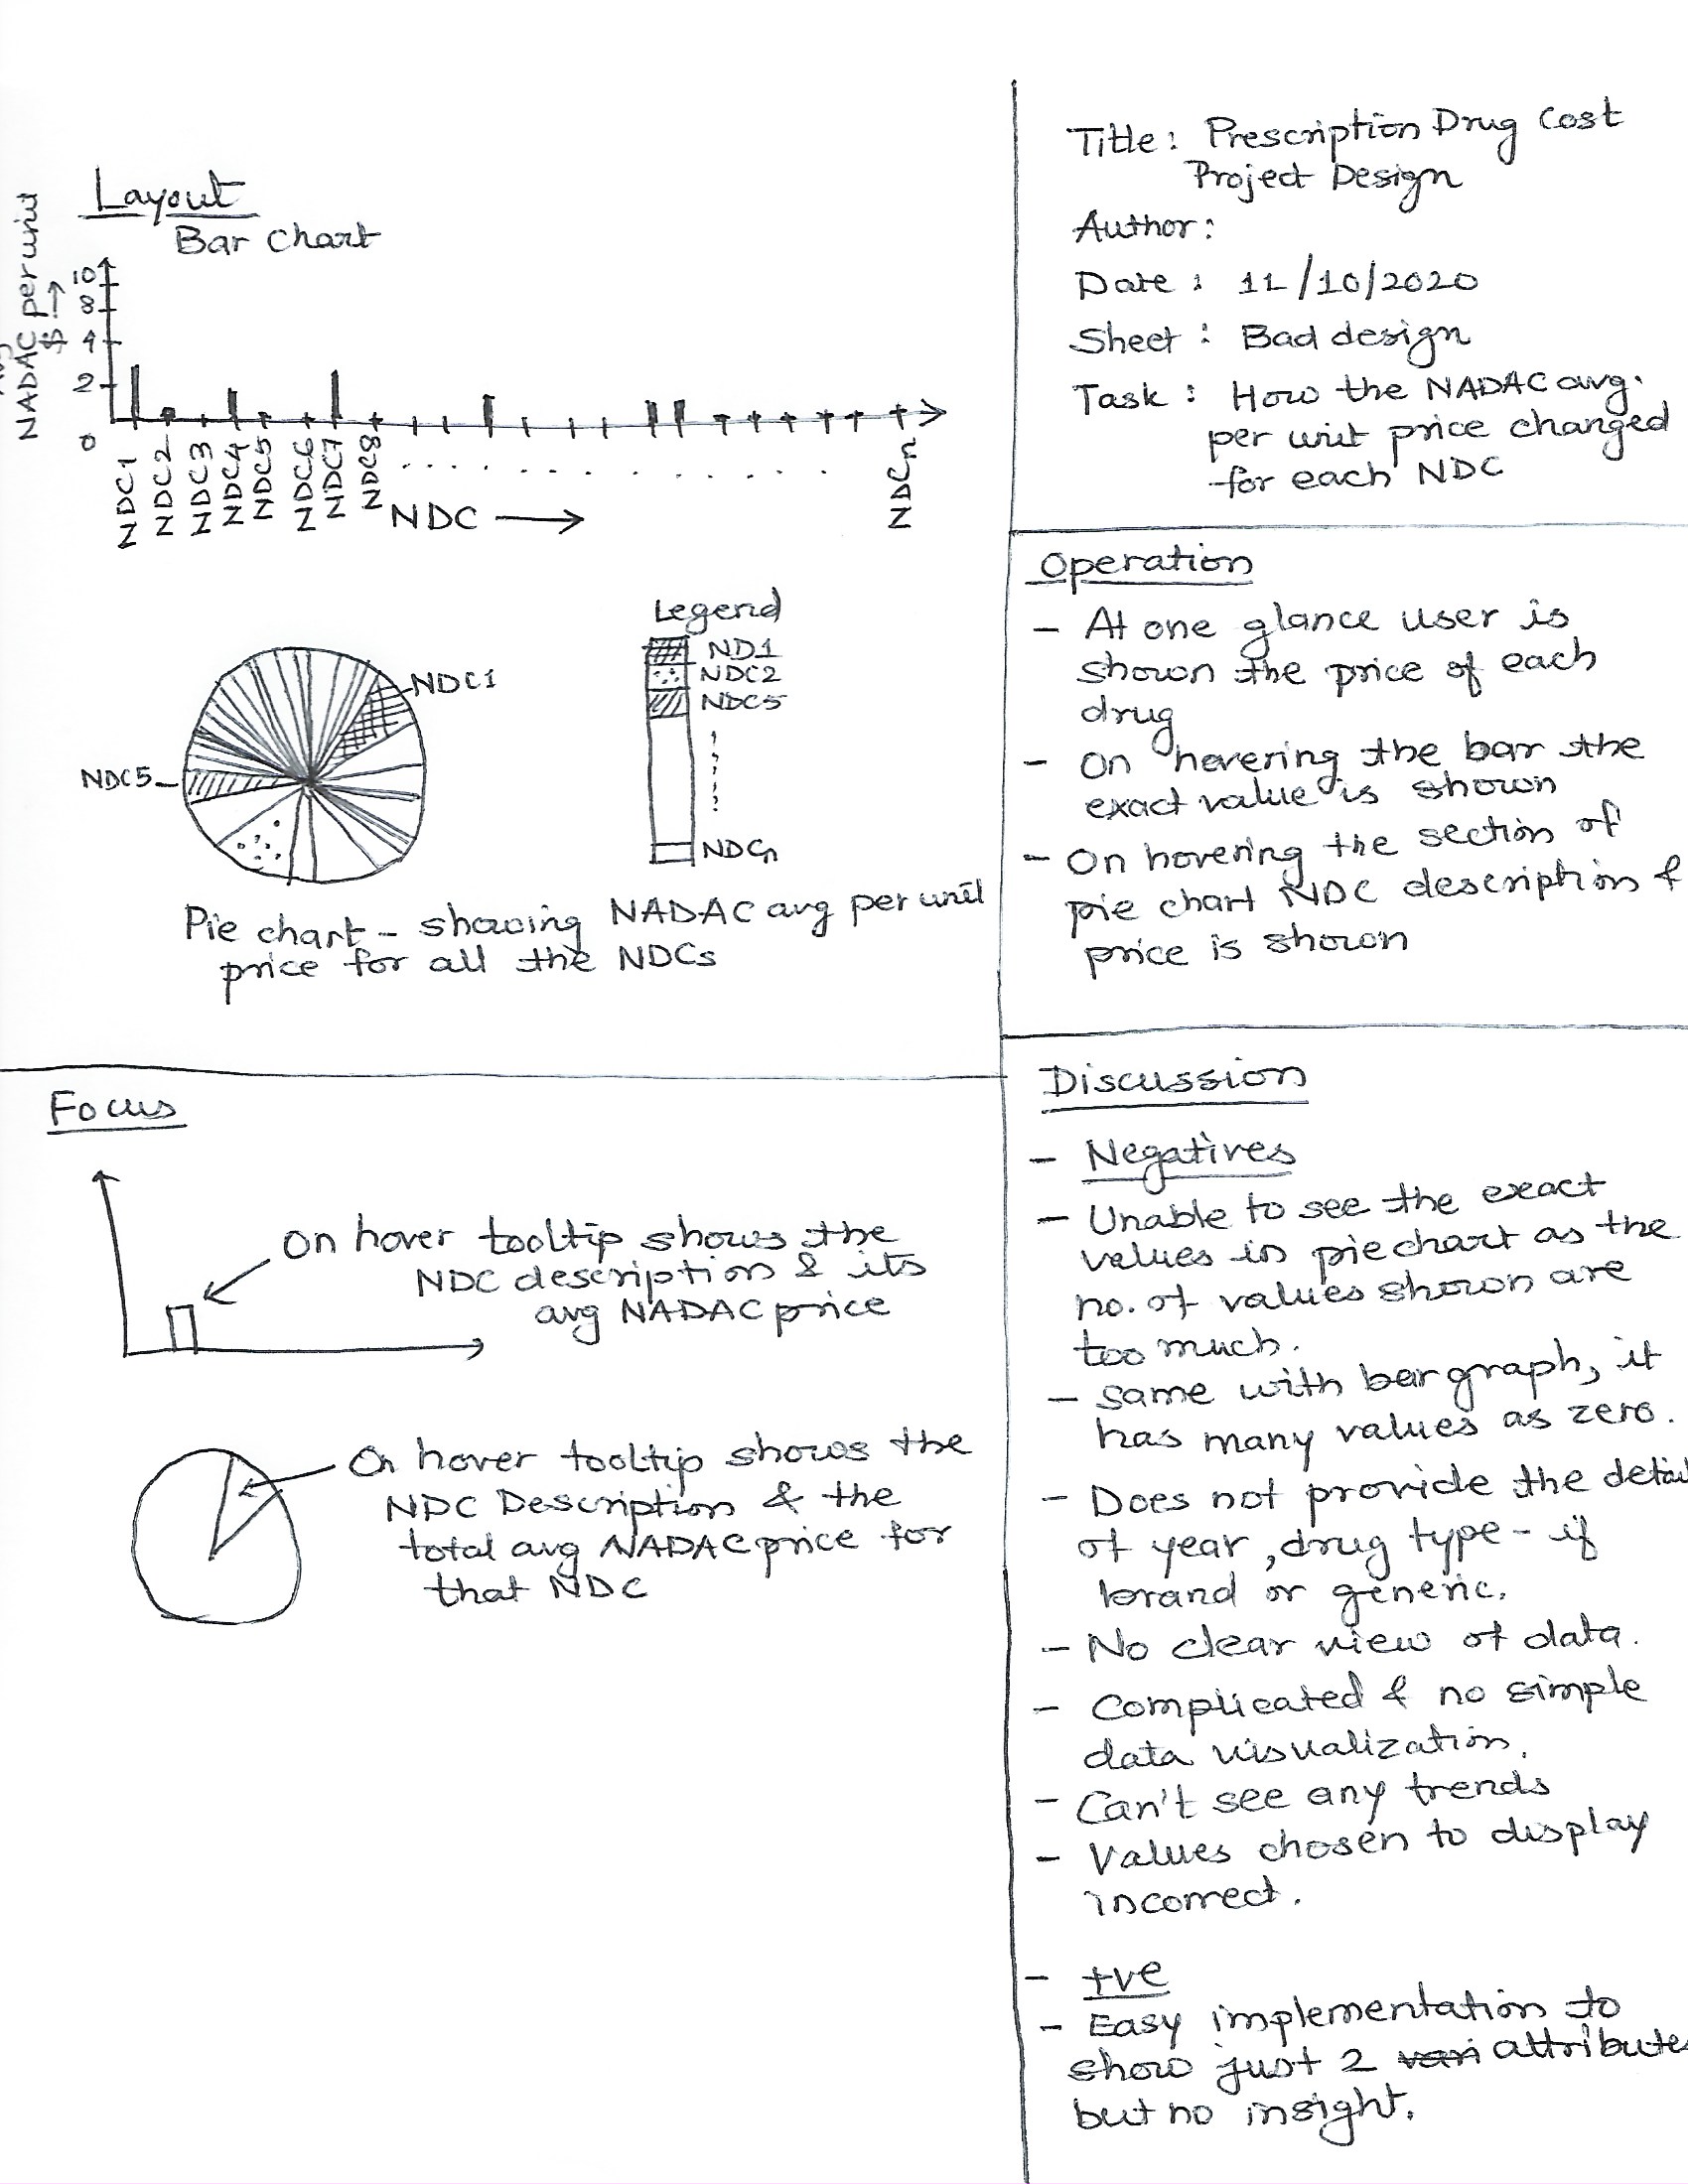 Layout
Bar Chart
NADAC per unit
$ →
10
8
4
2
0
NDC1
NDC2
NDC3
NDC4
NDC5
NDC6
NDC7
NDC8
. . . . . . . . . . . .
NDCn
NDC →
NDC1
NDC5
Legend
ND1
NDC2
NDC5
NDCn
Pie chart - showing NADAC avg per unit
price for all the NDCs
Title : Prescription Drug Cost
Project Design
Author :
Date : 11/10/2020
Sheet : Bad design
Task : How the NADAC avg.
per unit price changed
for each NDC
Operation
- At one glance user is
shown the price of each
drug
- On hovering the bar the
exact value is shown
- On hovering the section of
pie chart NDC description &
price is shown
Focus
On hover tooltip shows the
NDC description & its
avg NADAC price
On hover tooltip shows the
NDC Description & the
total avg NADAC price for
that NDC
Discussion
- Negatives
- Unable to see the exact
values in piechart as the
no. of values shown are
too much.
- same with bar graph, it
has many values as zero.
- Does not provide the detail
of year, drug type - if
brand or generic.
- No clear view of data.
- Complicated & no simple
data visualization.
- Can't see any trends
- Values chosen to display
incorrect.
- +ve
- Easy implementation to
show just 2 vari attributes
but no insight.